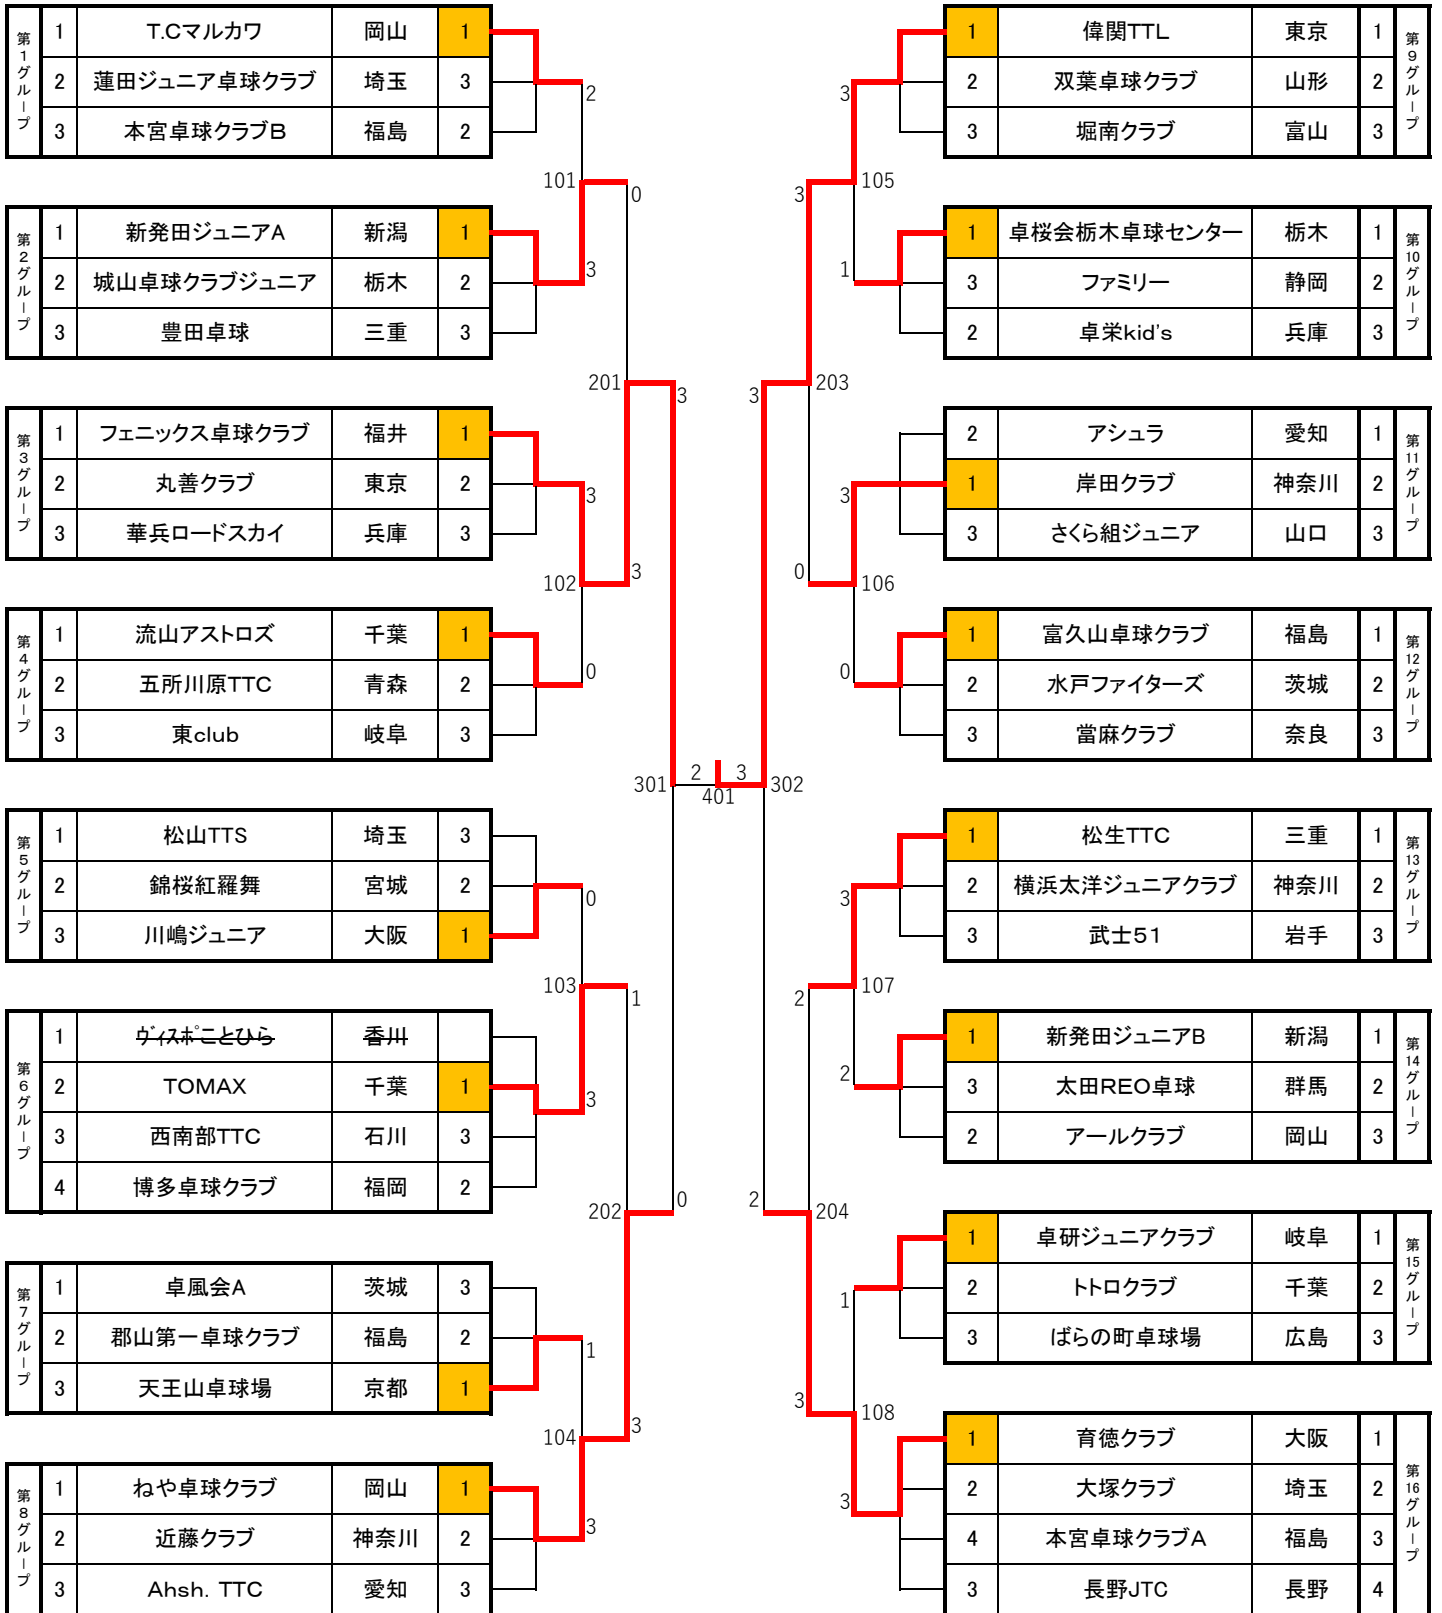 第1グループ
1 T.Cマルカワ 岡山 1
2 蓮田ジュニア卓球クラブ 埼玉 3
3 本宮卓球クラブB 福島 2
第2グループ
1 新発田ジュニアA 新潟 1
2 城山卓球クラブジュニア 栃木 2
3 豊田卓球 三重 3
第3グループ
1 フェニックス卓球クラブ 福井 1
2 丸善クラブ 東京 2
3 華兵ロードスカイ 兵庫 3
第4グループ
1 流山アストロズ 千葉 1
2 五所川原TTC 青森 2
3 東club 岐阜 3
第5グループ
1 松山TTS 埼玉 3
2 錦桜紅羅舞 宮城 2
3 川嶋ジュニア 大阪 1
第6グループ
1 ヴィスポことひら 香川
2 TOMAX 千葉 1
3 西南部TTC 石川 3
4 博多卓球クラブ 福岡 2
第7グループ
1 卓風会A 茨城 3
2 郡山第一卓球クラブ 福島 2
3 天王山卓球場 京都 1
第8グループ
1 ねや卓球クラブ 岡山 1
2 近藤クラブ 神奈川 2
3 Ahsh. TTC 愛知 3
2
101
0
3
201
3
3
102
3
0
301
2
401
3
302
0
103
1
3
202
0
1
104
3
3
3
105
3
1
203
3
3
106
0
0
3
107
2
2
204
2
1
108
3
3
1 偉関TTL 東京 1
2 双葉卓球クラブ 山形 2
3 堀南クラブ 富山 3
第9グループ
1 卓桜会栃木卓球センター 栃木 1
3 ファミリー 静岡 2
2 卓栄kid's 兵庫 3
第10グループ
2 アシュラ 愛知 1
1 岸田クラブ 神奈川 2
3 さくら組ジュニア 山口 3
第11グループ
1 富久山卓球クラブ 福島 1
2 水戸ファイターズ 茨城 2
3 當麻クラブ 奈良 3
第12グループ
1 松生TTC 三重 1
2 横浜太洋ジュニアクラブ 神奈川 2
3 武士51 岩手 3
第13グループ
1 新発田ジュニアB 新潟 1
3 太田REO卓球 群馬 2
2 アールクラブ 岡山 3
第14グループ
1 卓研ジュニアクラブ 岐阜 1
2 トトロクラブ 千葉 2
3 ばらの町卓球場 広島 3
第15グループ
1 育徳クラブ 大阪 1
2 大塚クラブ 埼玉 2
4 本宮卓球クラブA 福島 3
3 長野JTC 長野 4
第16グループ